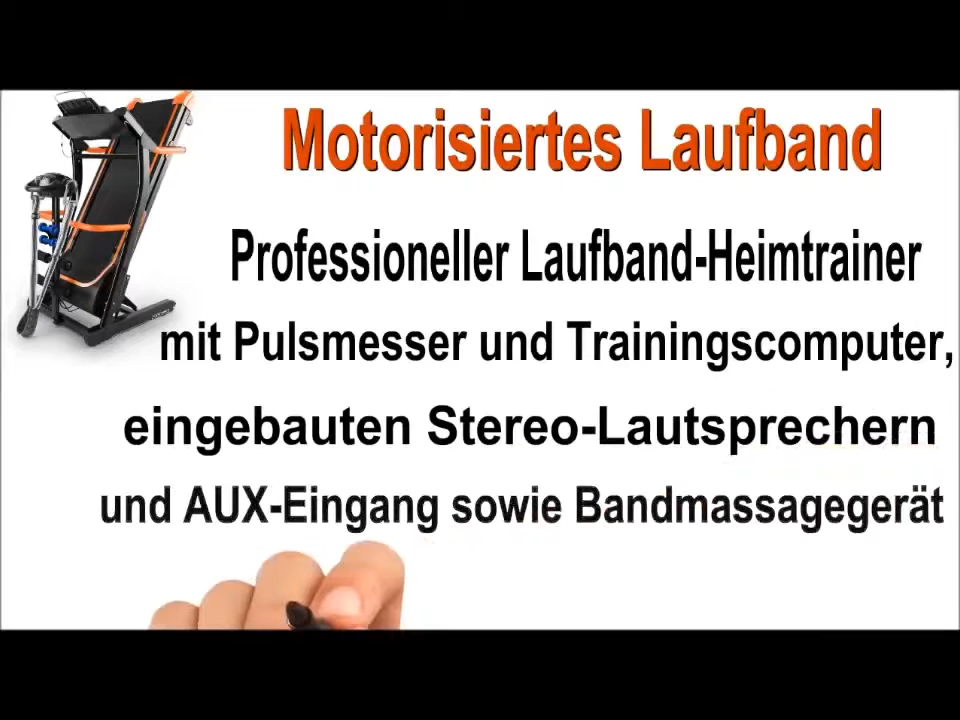 Motorisiertes Laufband
Professioneller Laufband-Heimtrainer
mit Pulsmesser und Trainingscomputer,
eingebauten Stereo-Lautsprechern
und AUX-Eingang sowie Bandmassagegerät